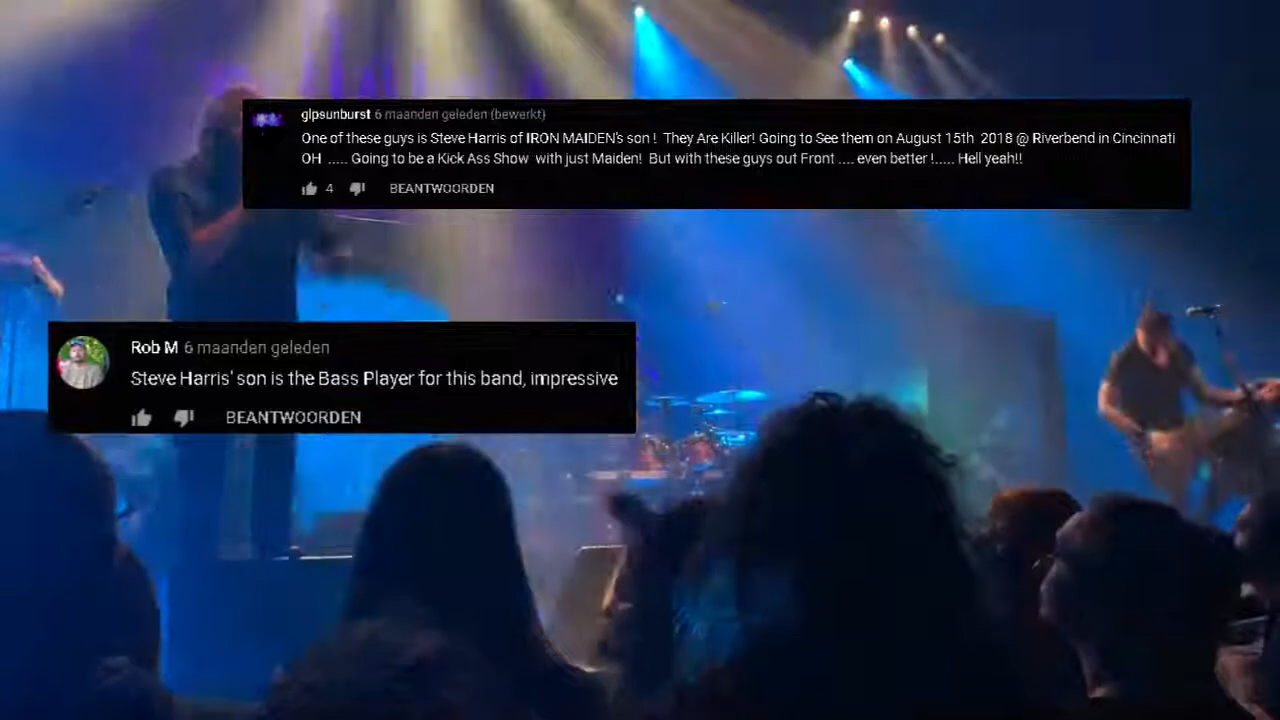 glpsunburst 6 maanden geleden (bewerkt)
One of these guys is Steve Harris of IRON MAIDEN's son ! They Are Killer! Going to See them on August 15th 2018 @ Riverbend in Cincinnati
OH ..... Going to be a Kick Ass Show with just Maiden! But with these guys out Front .... even better !..... Hell yeah!!
4 BEANTWOORDEN
Rob M 6 maanden geleden
Steve Harris' son is the Bass Player for this band, impressive
BEANTWOORDEN